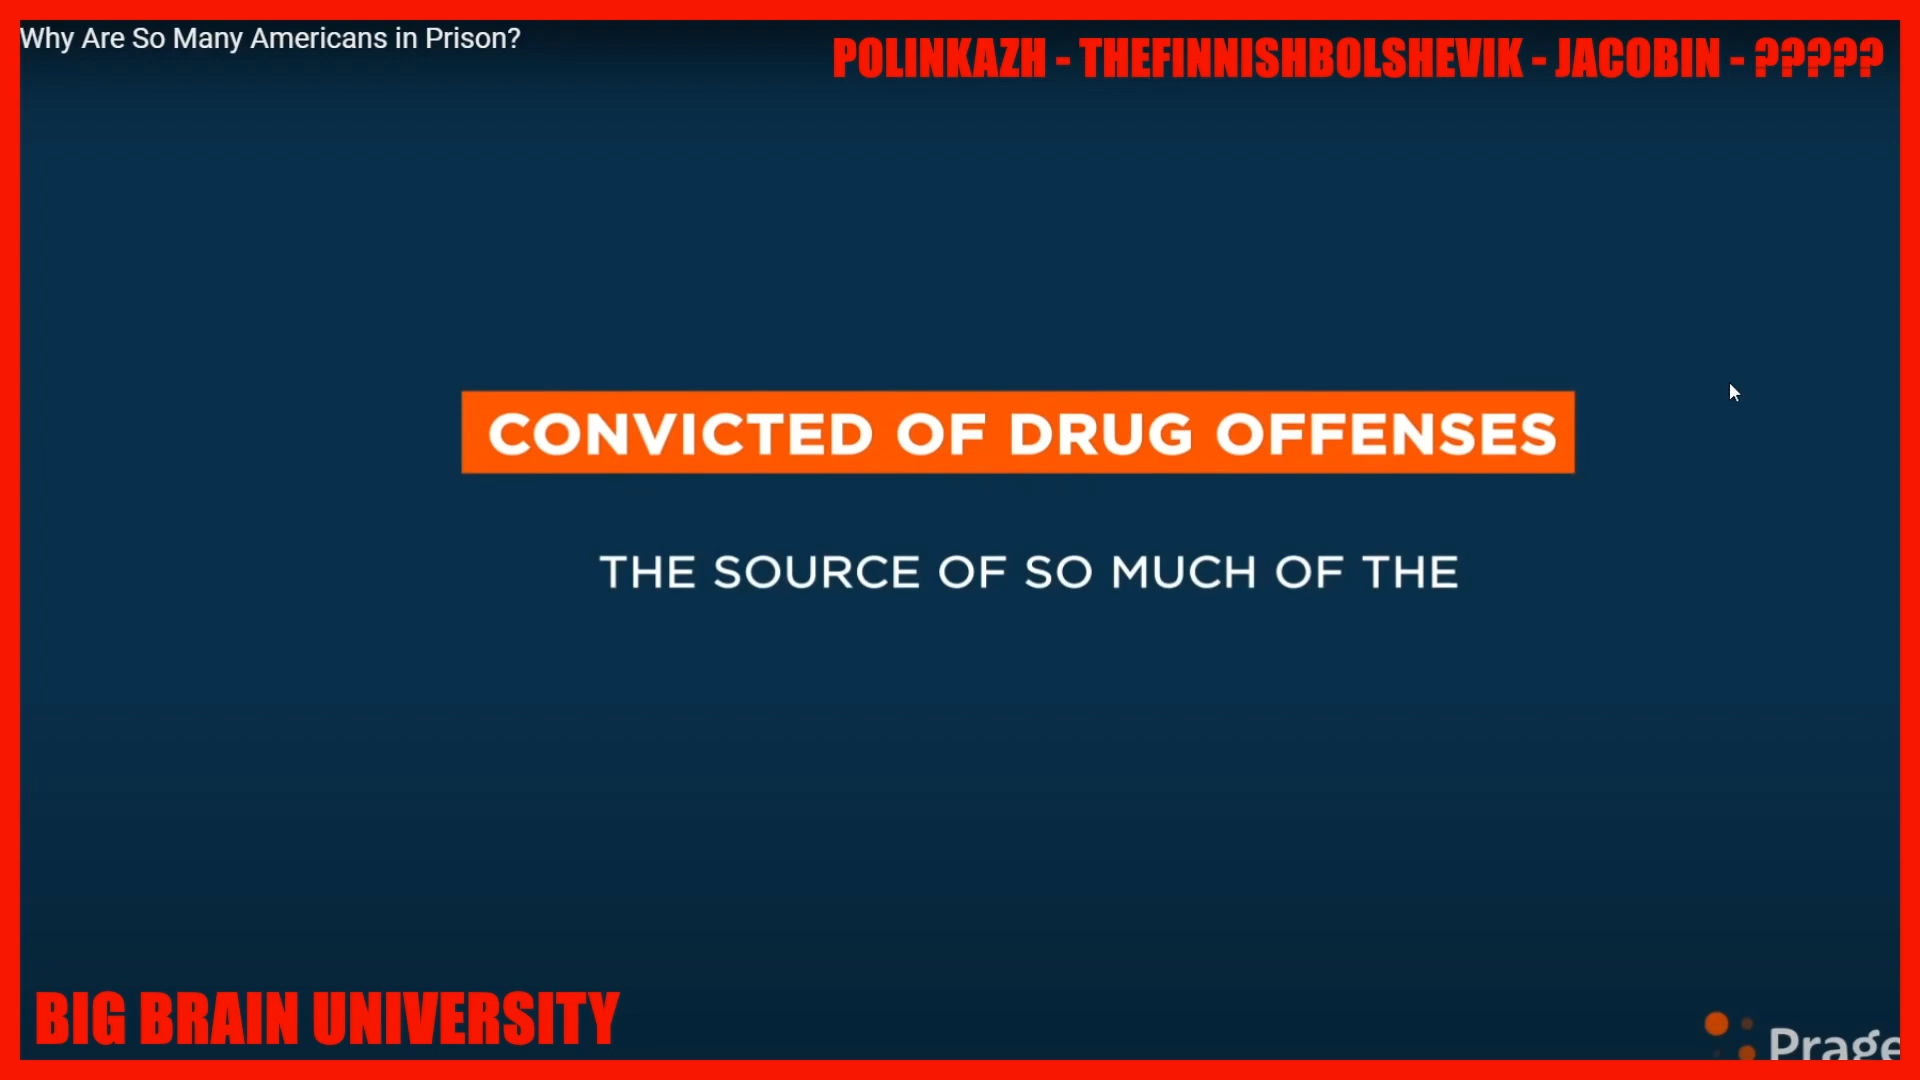 Why Are So Many Americans in Prison?
POLINKAZH - THEFINNISHBOLSHEVIK - JACOBIN - ?????
CONVICTED OF DRUG OFFENSES
THE SOURCE OF SO MUCH OF THE
BIG BRAIN UNIVERSITY
Prage